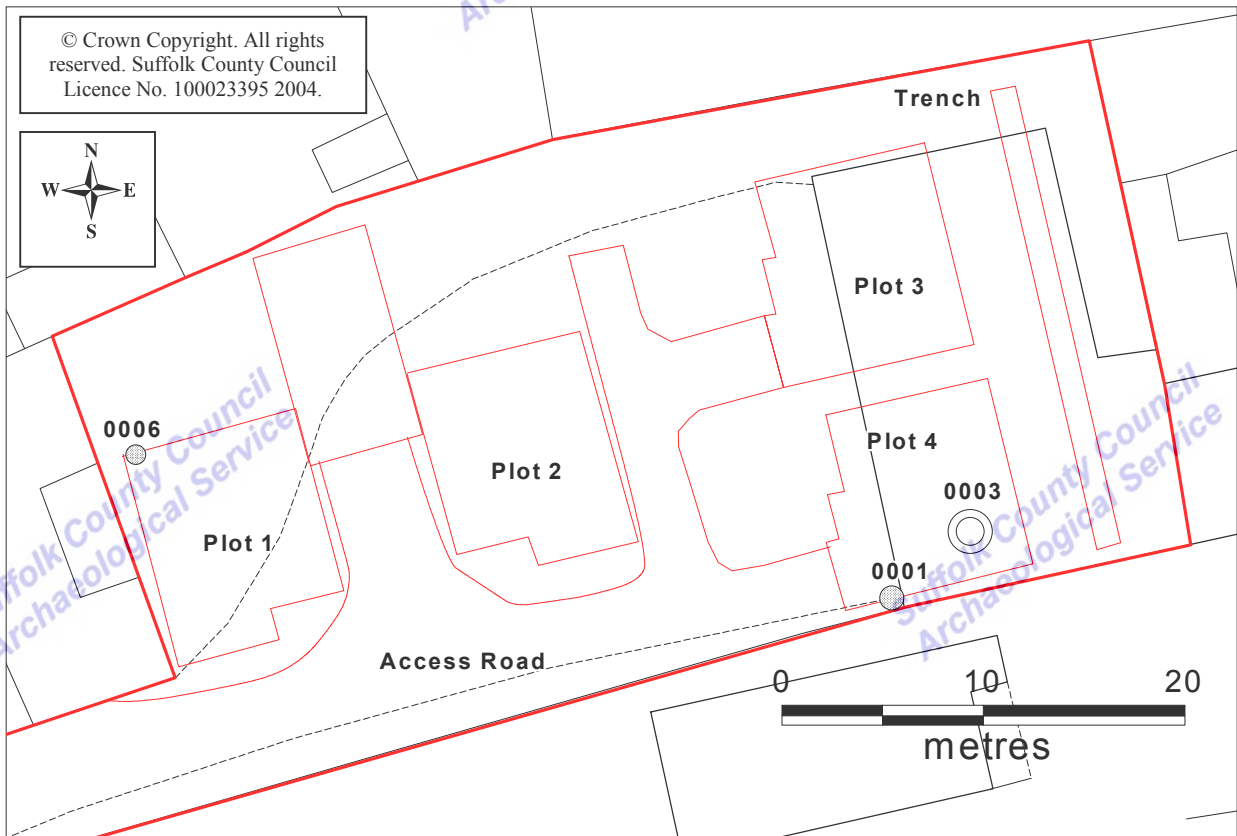 © Crown Copyright. All rights
reserved. Suffolk County Council
Licence No. 100023395 2004.
N
W E
S
Trench
Plot 3
0006
Plot 4
Plot 2
0003
Plot 1
0001
Access Road
0 10 20
metres
Suffolk County Council
Archaeological Service
Suffolk County Council
Archaeological Service